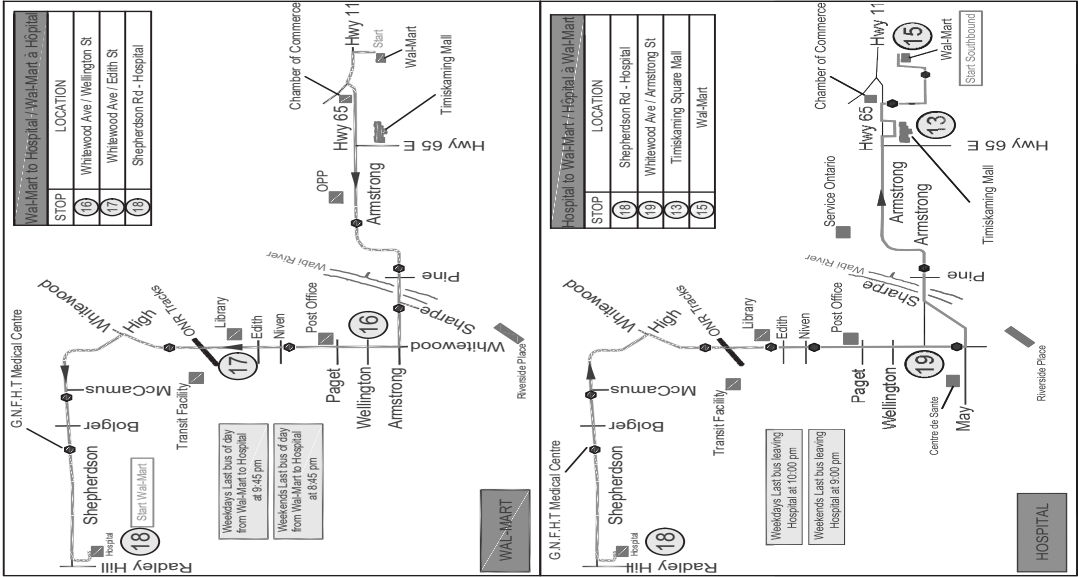 Wal-Mart to Hospital / Wal-Mart à Hôpital
STOP LOCATION
16 Whitewood Ave / Wellington St
17 Whitewood Ave / Edith St
18 Shepherdson Rd - Hospital
Chamber of Commerce
Hwy 11
Start
Wal-Mart
Hwy 65
Timiskaming Mall
Hwy 65 E
OPP
Armstrong
Wabi River
Pine
Sharpe
Whitewood
High
ONR Tracks
Library
Edith
Niven
Post Office
16
Whitewood
Riverside Place
17
Transit Facility
Paget
Wellington
Armstrong
G.N.F.H.T Medical Centre
McCamus
Bolger
Shepherdson
Start Wal-Mart
18
Hospital
Radley Hill
Weekdays Last bus of day
from Wal-Mart to Hospital
at 9:45 pm
Weekends Last bus of day
from Wal-Mart to Hospital
at 8:45 pm
WAL-MART
Hospital to Wal-Mart / Hôpital à Wal-Mart
STOP LOCATION
18 Shepherdson Rd - Hospital
19 Whitewood Ave / Armstrong St
13 Timiskaming Square Mall
15 Wal-Mart
Chamber of Commerce
Hwy 11
15
Wal-Mart
Start Southbound
Hwy 65
13
Hwy 65 E
Timiskaming Mall
Service Ontario
Armstrong
Armstrong
Wabi River
Pine
Sharpe
Whitewood
High
ONR Tracks
Library
Edith
Niven
Post Office
Riverside Place
Transit Facility
Paget
Wellington
19
Centre de Sante
May
G.N.F.H.T Medical Centre
McCamus
Bolger
Shepherdson
Hospital
18
Radley Hill
Weekdays Last bus leaving
Hospital at 10:00 pm
Weekends Last bus leaving
Hospital at 9:00 pm
HOSPITAL